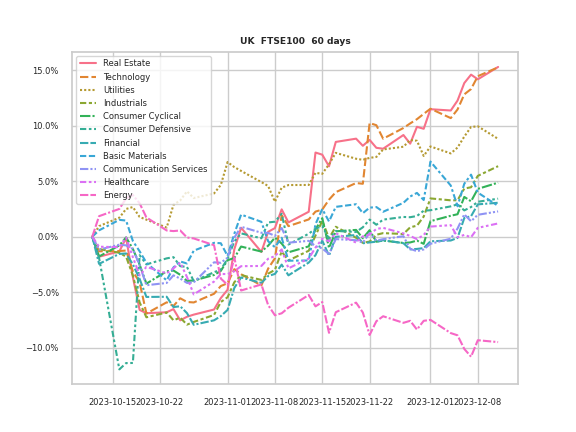 UK FTSE100 60 days
15.0%
10.0%
5.0%
0.0%
−5.0%
−10.0%
Real Estate
Technology
Utilities
Industrials
Consumer Cyclical
Consumer Defensive
Financial
Basic Materials
Communication Services
Healthcare
Energy
2023-10-15 2023-10-22 2023-11-01 2023-11-08 2023-11-15 2023-11-22 2023-12-01 2023-12-08